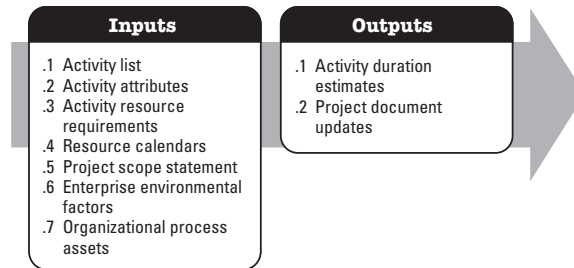 Inputs
.1 Activity list
.2 Activity attributes
.3 Activity resource
requirements
.4 Resource calendars
.5 Project scope statement
.6 Enterprise environmental
factors
.7 Organizational process
assets
Outputs
.1 Activity duration
estimates
.2 Project document
updates